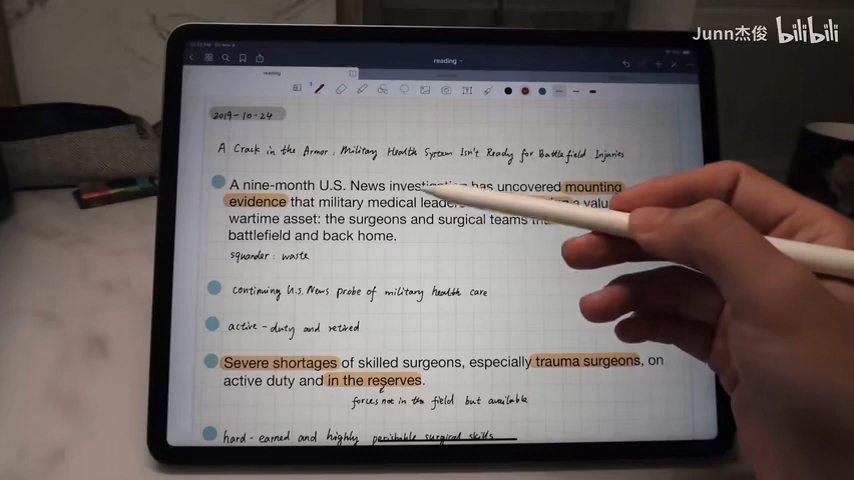 Junn杰俊 bilibili
reading
reading
2019-10-24
A Crack in the Armor: Military Health System Isn't Ready for Battlefield Injuries
A nine-month U.S. News investigation has uncovered mounting
evidence that military medical leade a valu
wartime asset: the surgeons and surgical teams
battlefield and back home.
squander: waste
continuing U.S. News probe of military health care
active-duty and retired
Severe shortages of skilled surgeons, especially trauma surgeons, on
active duty and in the reserves.
forces not in the field but available
hard-earned and highly perishable surgical skills